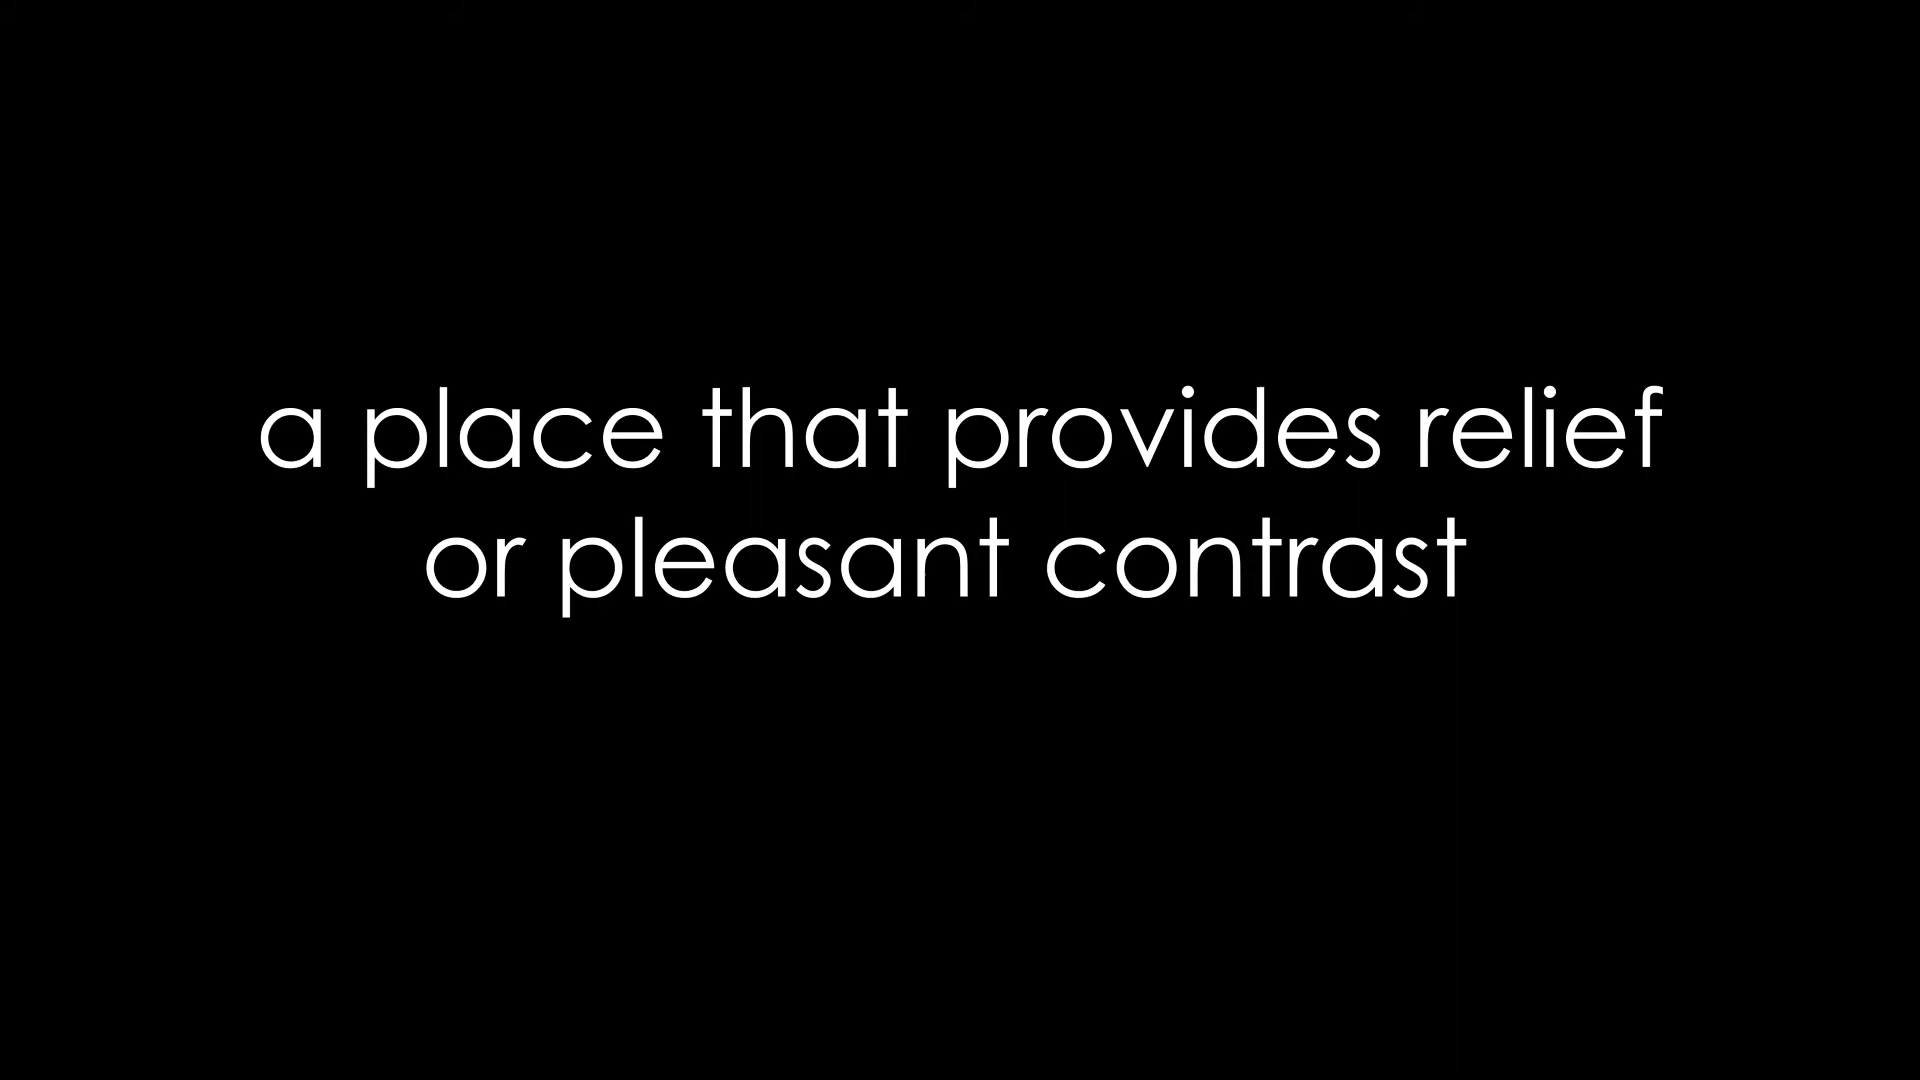 a place that provides relief
or pleasant contrast